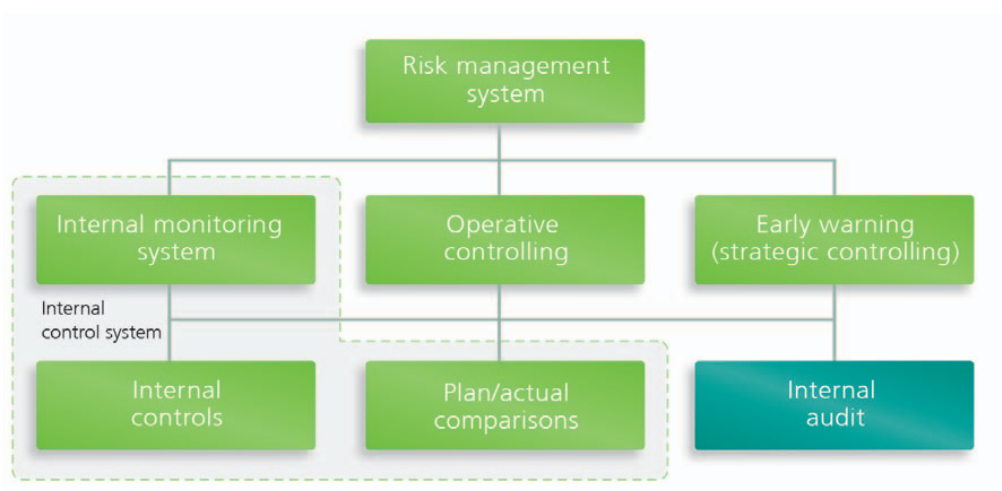 Risk management
system
Internal monitoring
system
Operative
controlling
Early warning
(strategic controlling)
Internal
control system
Internal
controls
Plan/actual
comparisons
Internal
audit